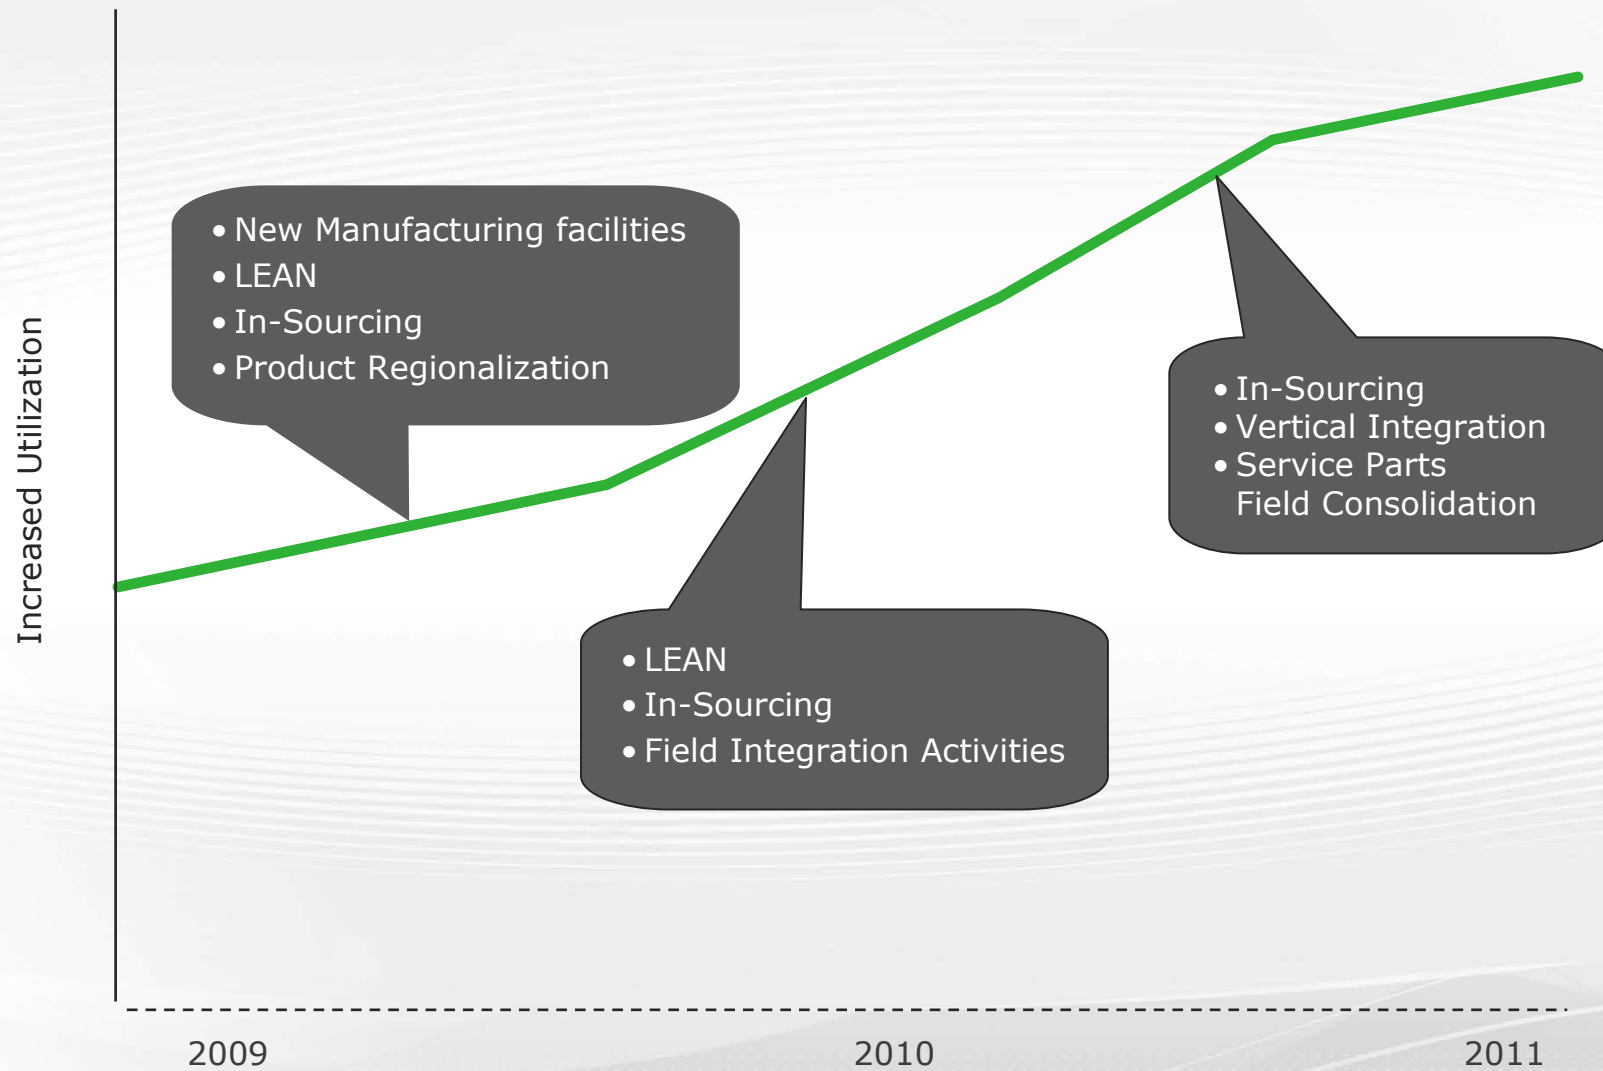 Increased Utilization
• New Manufacturing facilities
• LEAN
• In-Sourcing
• Product Regionalization
• LEAN
• In-Sourcing
• Field Integration Activities
• In-Sourcing
• Vertical Integration
• Service Parts
Field Consolidation
2009
2010
2011